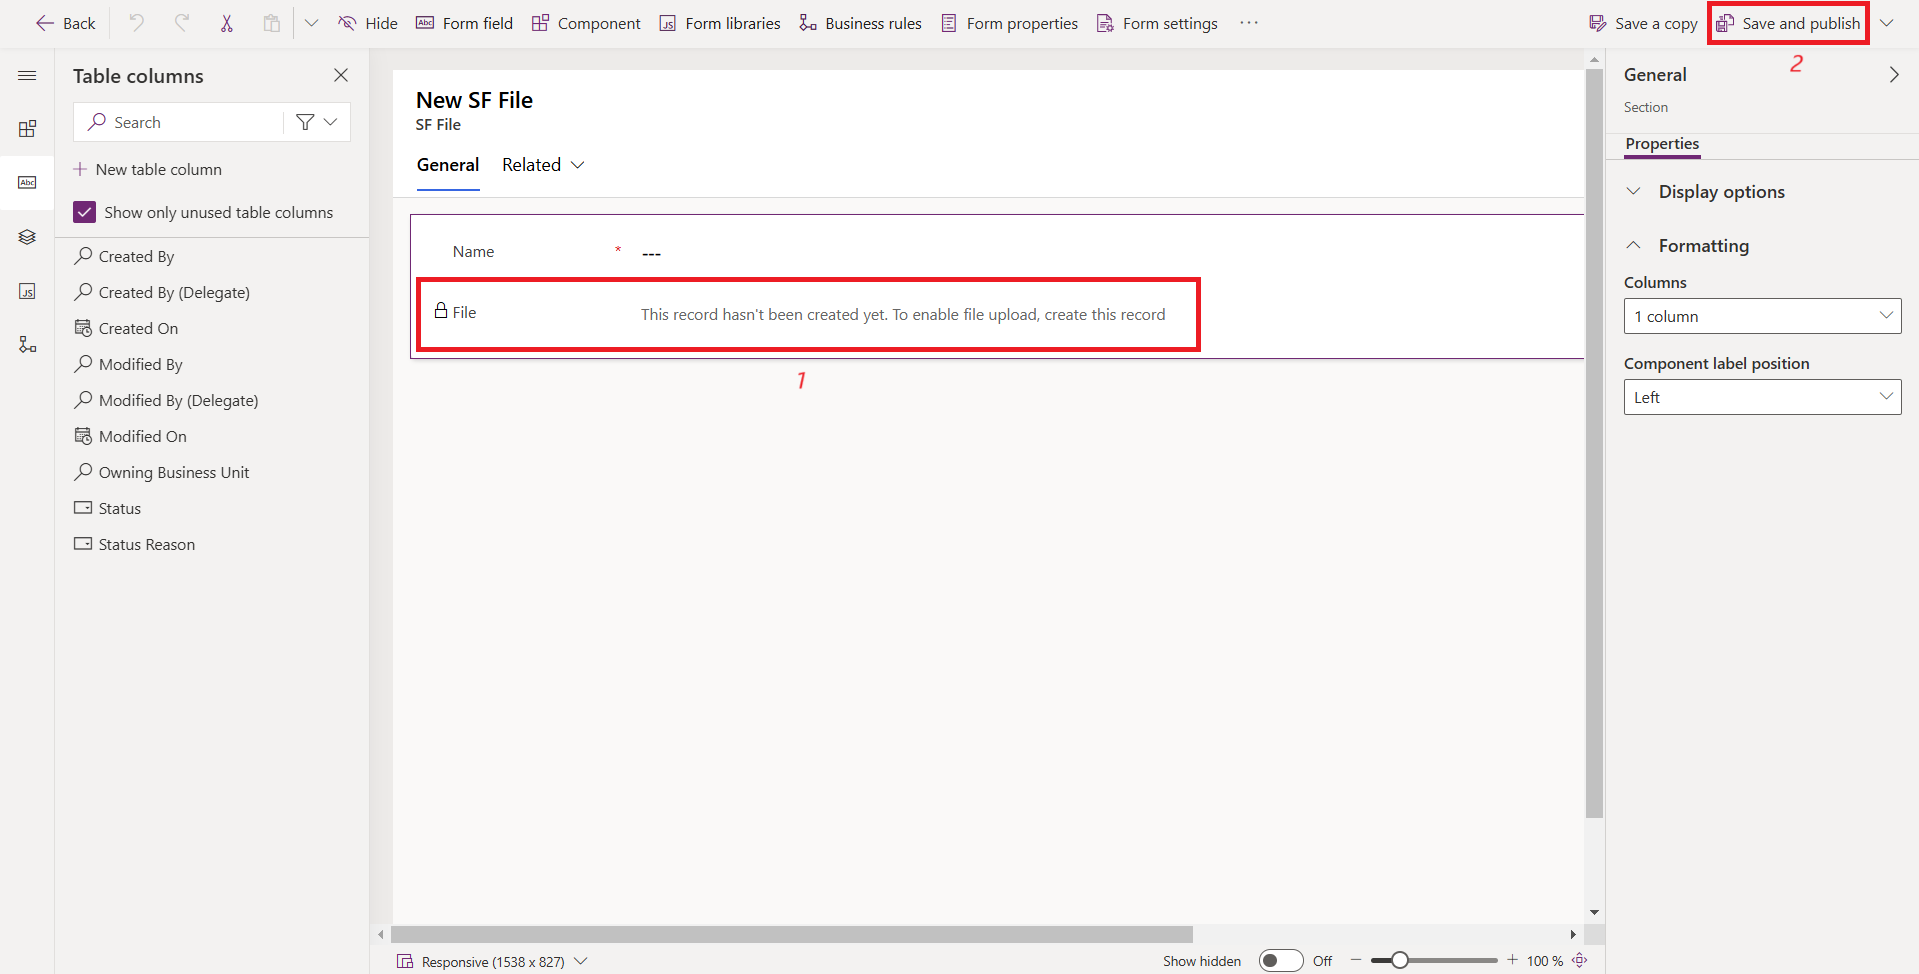 Back
Hide
Abc Form field
Component
JS Form libraries
Business rules
Form properties
Form settings
...
Save a copy
Save and publish
2
Table columns
Search
New table column
Show only unused table columns
Created By
Created By (Delegate)
Created On
Modified By
Modified By (Delegate)
Modified On
Owning Business Unit
Status
Status Reason
Abc
JS
New SF File
SF File
General Related
Name * ---
File This record hasn't been created yet. To enable file upload, create this record
1
General
Section
Properties
Display options
Formatting
Columns
1 column
Component label position
Left
Responsive (1538 x 827)
Show hidden Off
100 %